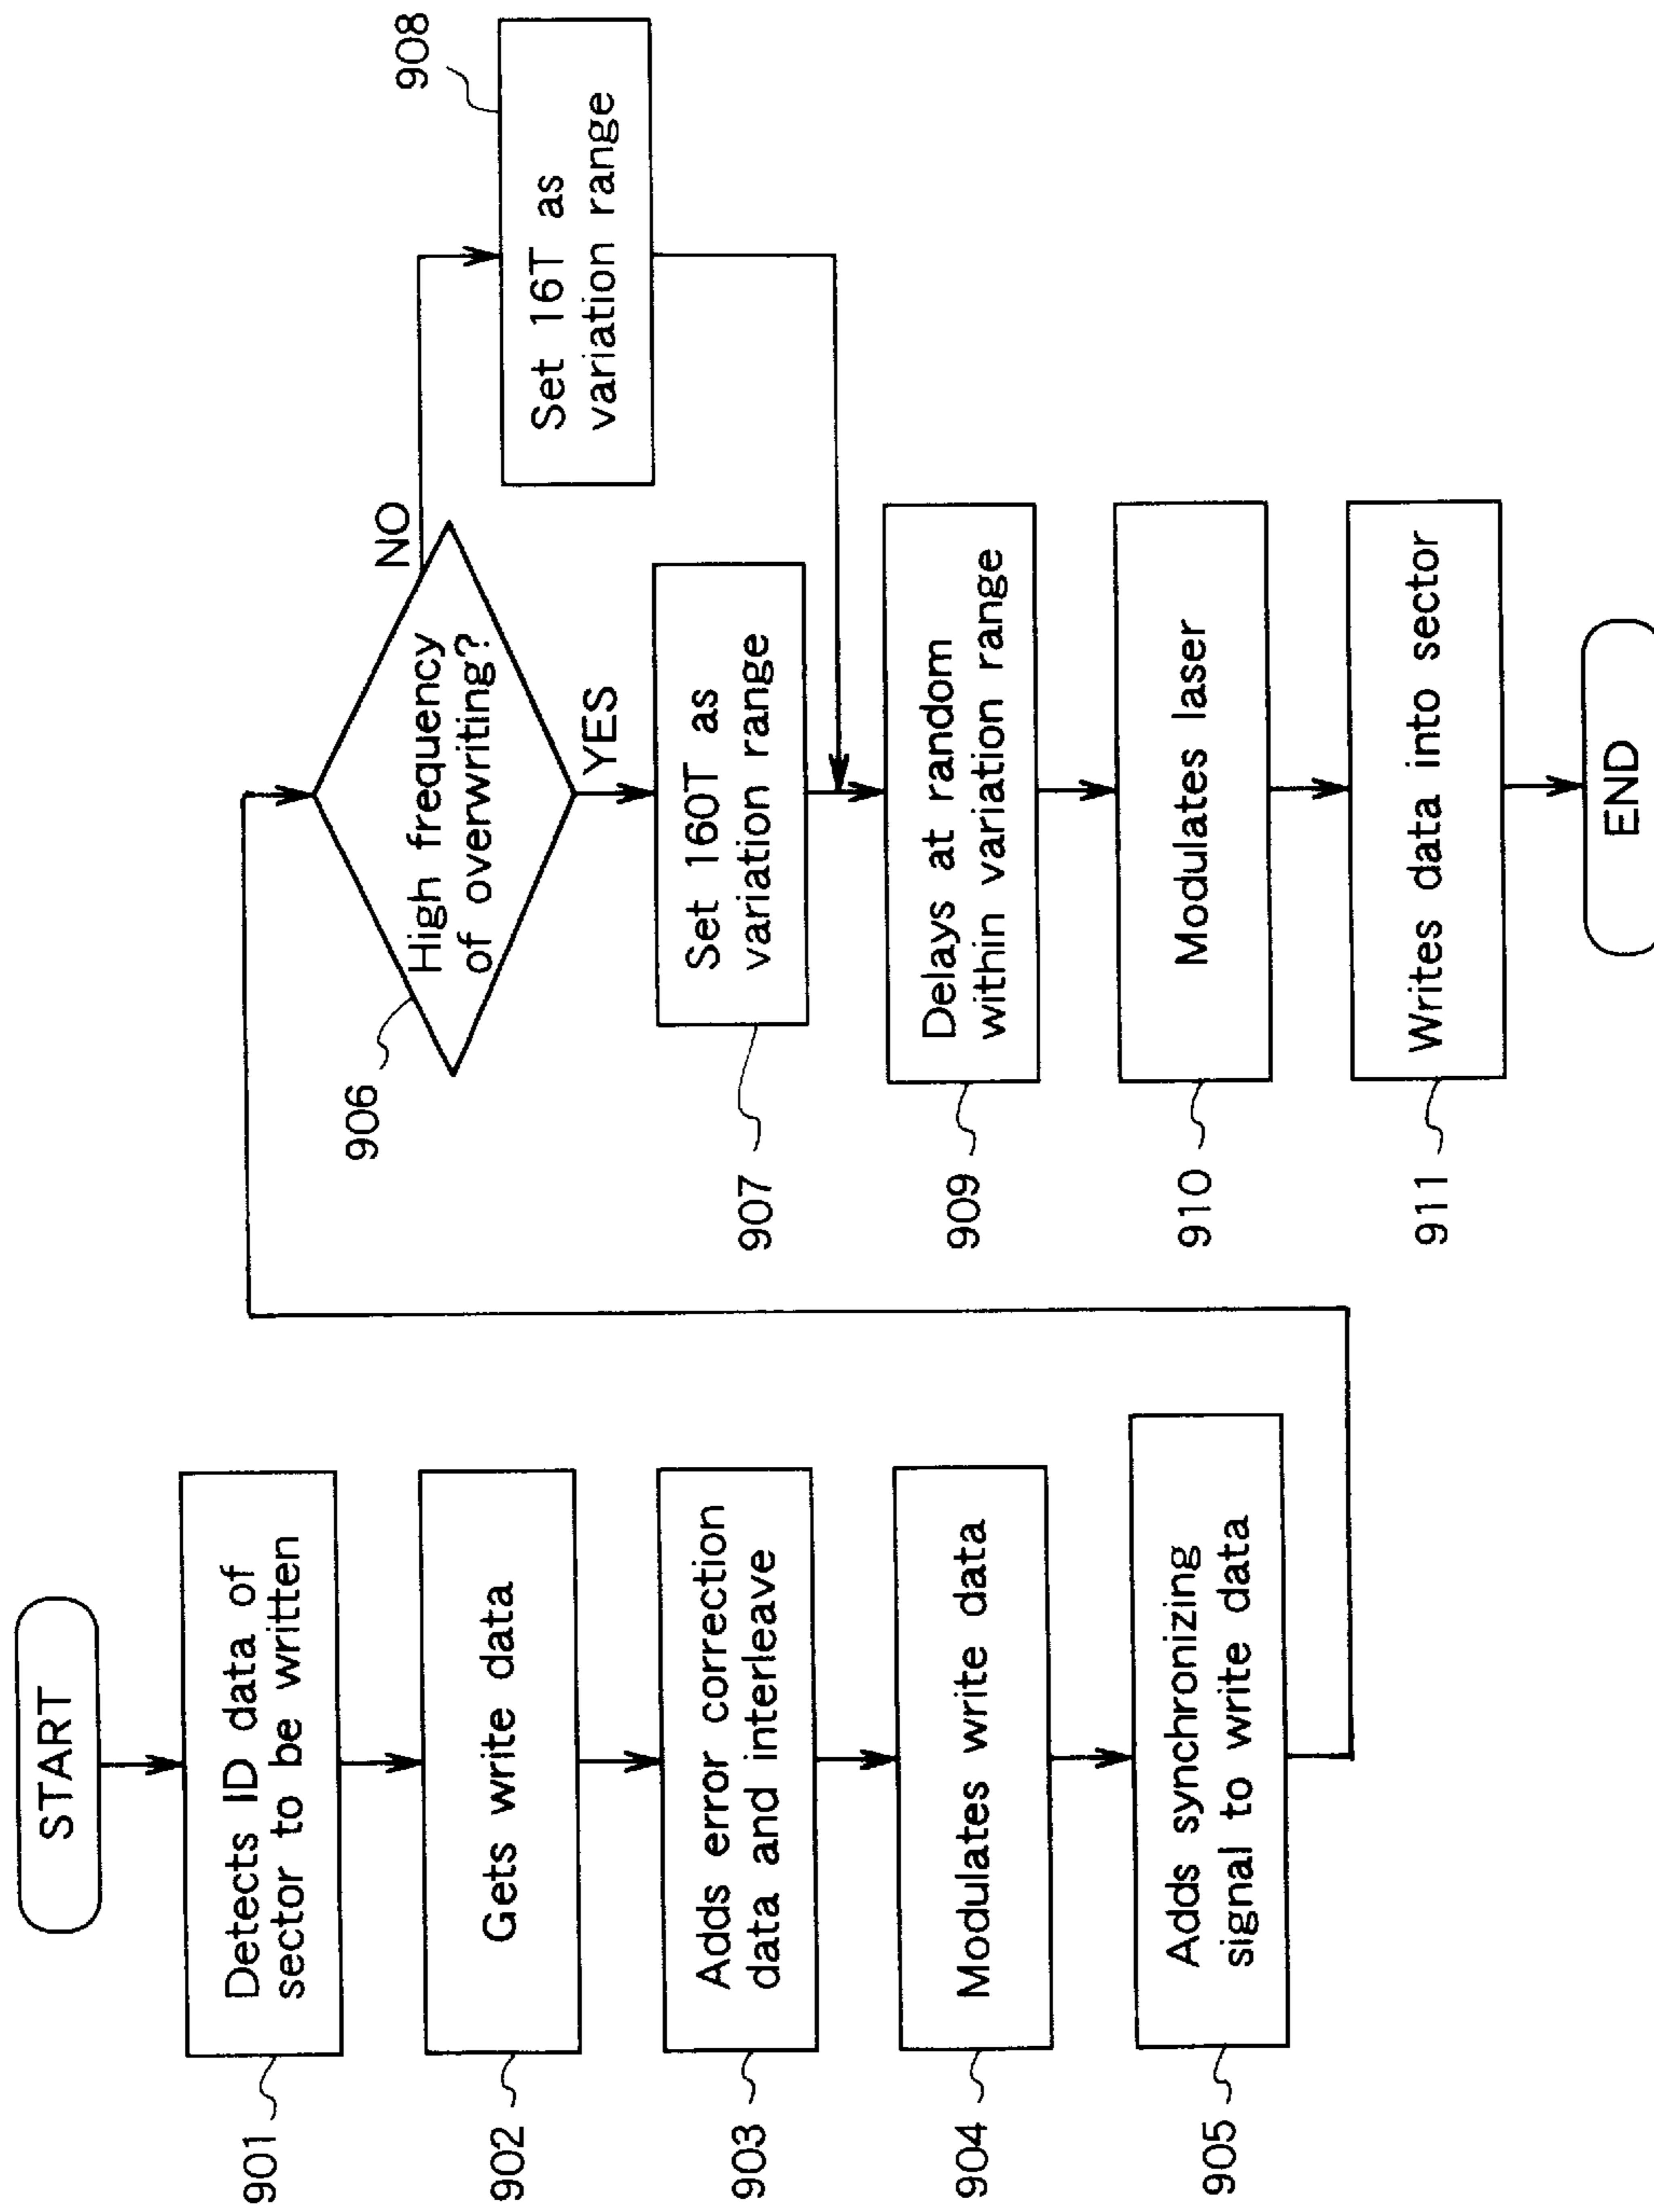 START
901
Detects ID data of
sector to be written
902
Gets write data
903
Adds error correction
data and interleave
904
Modulates write data
905
Adds synchronizing
signal to write data
906
High frequency
of overwriting?
NO
YES
907
Set 160T as
variation range
908
Set 16T as
variation range
909
Delays at random
within variation range
910
Modulates laser
911
Writes data into sector
END